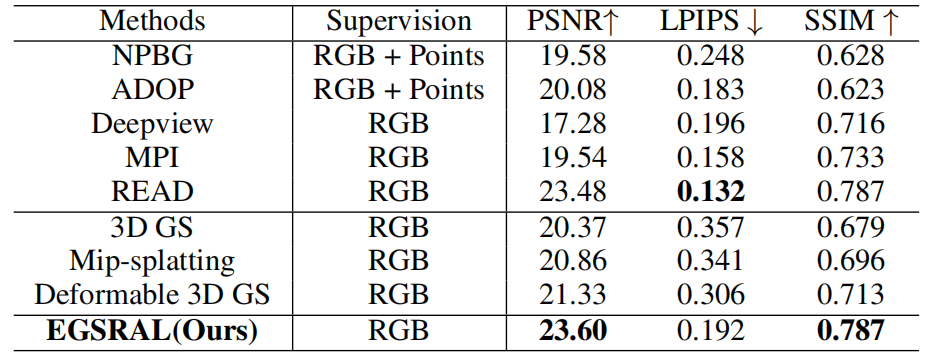 Methods Supervision PSNR↑ LPIPS ↓ SSIM ↑
NPBG RGB + Points 19.58 0.248 0.628
ADOP RGB + Points 20.08 0.183 0.623
Deepview RGB 17.28 0.196 0.716
MPI RGB 19.54 0.158 0.733
READ RGB 23.48 0.132 0.787
3D GS RGB 20.37 0.357 0.679
Mip-splatting RGB 20.86 0.341 0.696
Deformable 3D GS RGB 21.33 0.306 0.713
EGSRAL(Ours) RGB 23.60 0.192 0.787